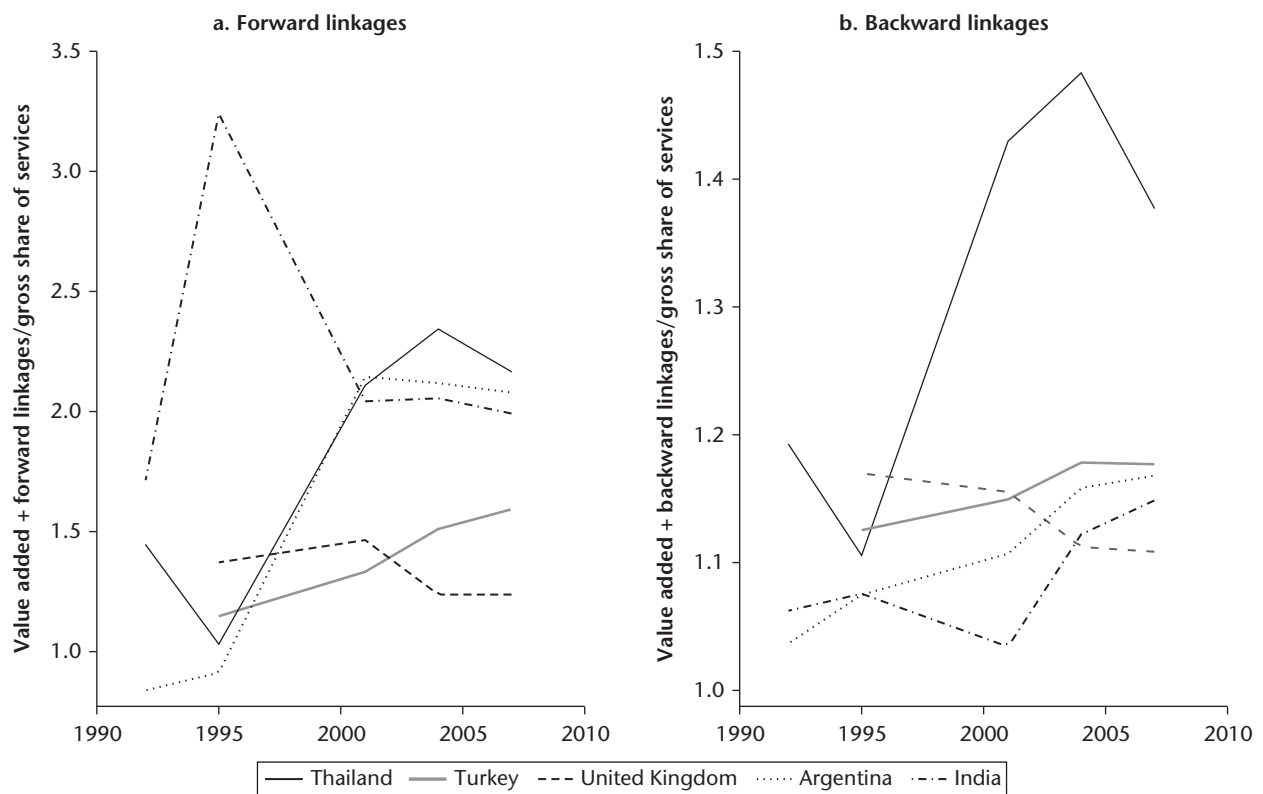 a. Forward linkages
Value added + forward linkages/gross share of services
3.5
3.0
2.5
2.0
1.5
1.0
1990 1995 2000 2005 2010
b. Backward linkages
Value added + backward linkages/gross share of services
1.5
1.4
1.3
1.2
1.1
1.0
1990 1995 2000 2005 2010
Thailand Turkey United Kingdom Argentina India